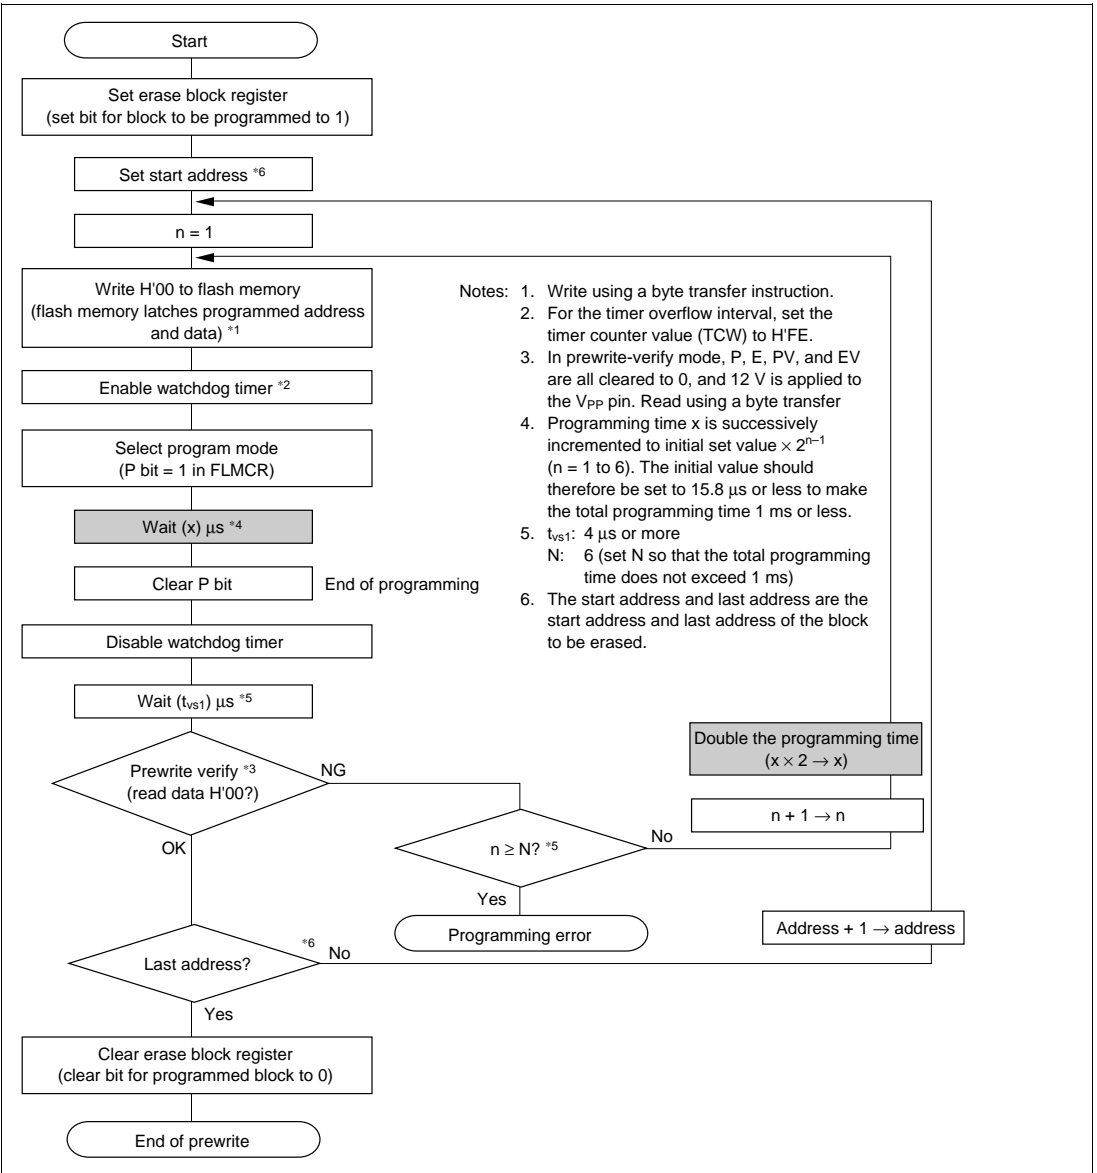 Start
Set erase block register
(set bit for block to be programmed to 1)
Set start address *6
n = 1
Write H'00 to flash memory
(flash memory latches programmed address
and data) *1
Enable watchdog timer *2
Select program mode
(P bit = 1 in FLMCR)
Wait (x) μs *4
Clear P bit
End of programming
Disable watchdog timer
Wait (tvs1) μs *5
Prewrite verify *3
(read data H'00?)
NG
OK
n ≥ N? *5
No
Yes
Programming error
Double the programming time
(x × 2 → x)
n + 1 → n
Address + 1 → address
*6
Last address?
No
Yes
Clear erase block register
(clear bit for programmed block to 0)
End of prewrite
Notes: 1. Write using a byte transfer instruction.
2. For the timer overflow interval, set the
timer counter value (TCW) to H'FE.
3. In prewrite-verify mode, P, E, PV, and EV
are all cleared to 0, and 12 V is applied to
the VPP pin. Read using a byte transfer
4. Programming time x is successively
incremented to initial set value × 2n–1
(n = 1 to 6). The initial value should
therefore be set to 15.8 μs or less to make
the total programming time 1 ms or less.
5. tvs1: 4 μs or more
N: 6 (set N so that the total programming
time does not exceed 1 ms)
6. The start address and last address are the
start address and last address of the block
to be erased.